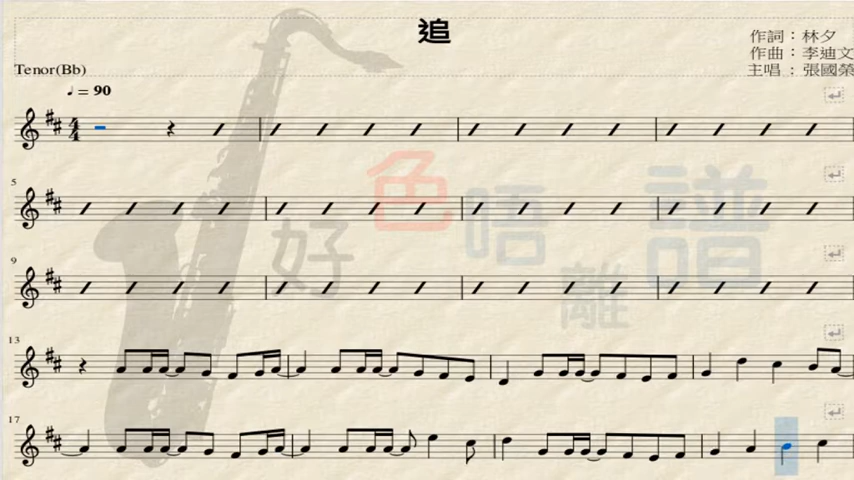 追
作詞：林夕
作曲：李迪文
主唱：張國榮
Tenor(Bb)
♩= 90
好色唔離譜
5
9
13
17